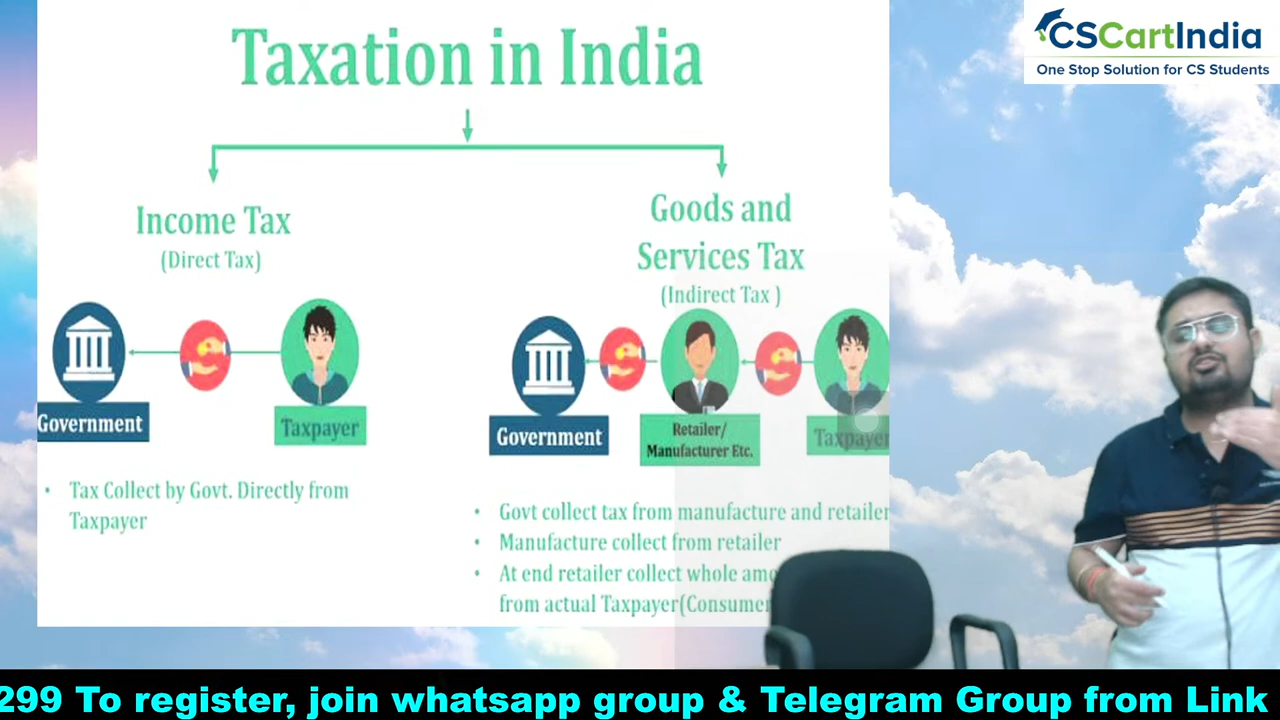 Taxation in India
CSCartIndia
One Stop Solution for CS Students
Income Tax
(Direct Tax)
Government
Taxpayer
• Tax Collect by Govt. Directly from
Taxpayer
Goods and
Services Tax
(Indirect Tax )
Government
Retailer/
Manufacturer Etc.
Taxpayer
• Govt collect tax from manufacture and retailer
• Manufacture collect from retailer
• At end retailer collect whole
from actual Taxpayer(Consumer
299 To register, join whatsapp group & Telegram Group from Link